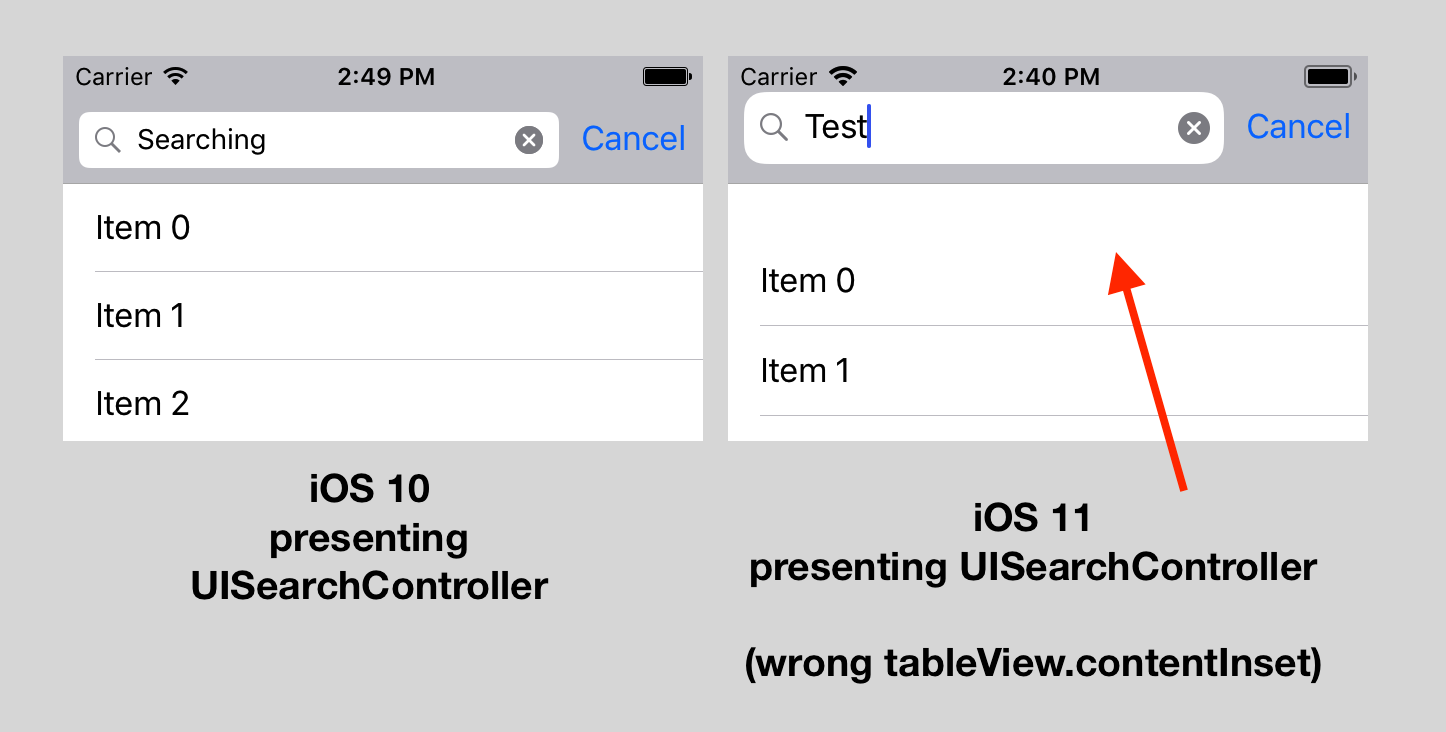 Carrier 2:49 PM
Searching Cancel
Item 0
Item 1
Item 2
iOS 10
presenting
UISearchController
Carrier 2:40 PM
Test Cancel
Item 0
Item 1
iOS 11
presenting UISearchController
(wrong tableView.contentInset)